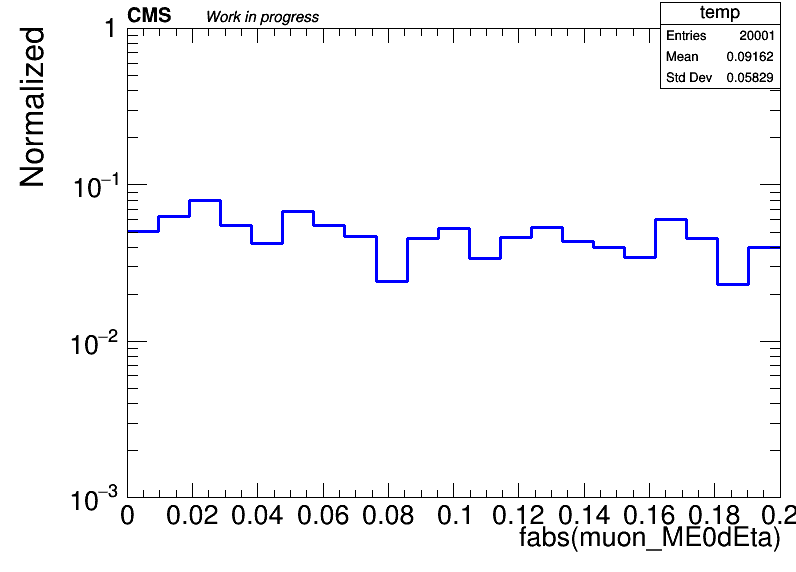 CMS Work in progress
temp
Entries 20001
Mean 0.09162
Std Dev 0.05829
Normalized
1
10−1
10−2
10−3
0 0.02 0.04 0.06 0.08 0.1 0.12 0.14 0.16 0.18 0.2
fabs(muon_ME0dEta)